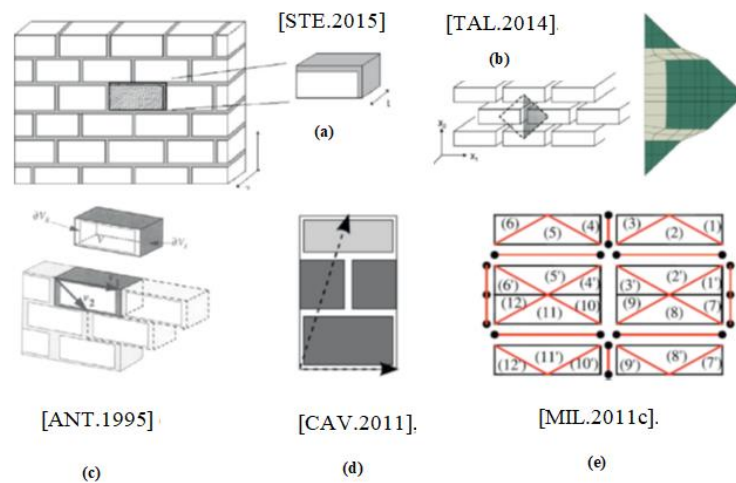 [STE.2015]
[TAL.2014].
(a)
(b)
l
x₁
V
[ANT.1995]
(c)
[CAV.2011],
(d)
(6) (5) (4) (3) (2) (1)
(6') (5') (4') (3') (2') (1')
(12) (11) (10) (9) (8) (7)
(12') (11') (10') (9') (8') (7')
[MIL.2011c].
(e)